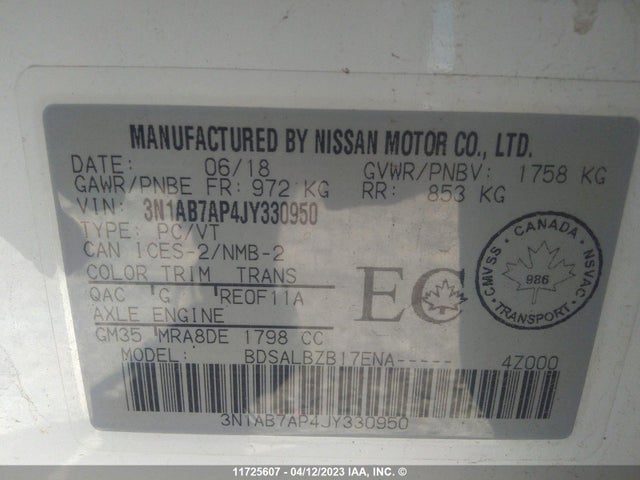 MANUFACTURED BY NISSAN MOTOR CO., LTD.
DATE: 06/18 GVWR/PNBV: 1758 KG
GAWR/PNBE FR: 972 KG RR: 853 KG
VIN: 3N1AB7AP4JY330950
TYPE: PC/VT
CAN ICES-2/NMB-2
COLOR TRIM TRANS
QAC G RE0F11A
AXLE ENGINE
GM35 MRA8DE 1798 CC
MODEL: BDSALBZB17ENA----- 4Z000
3N1AB7AP4JY330950
EC
CANADA
CMVSS
NSVAC
986
TRANSPORT
11725607 - 04/12/2023 IAA, INC. ©